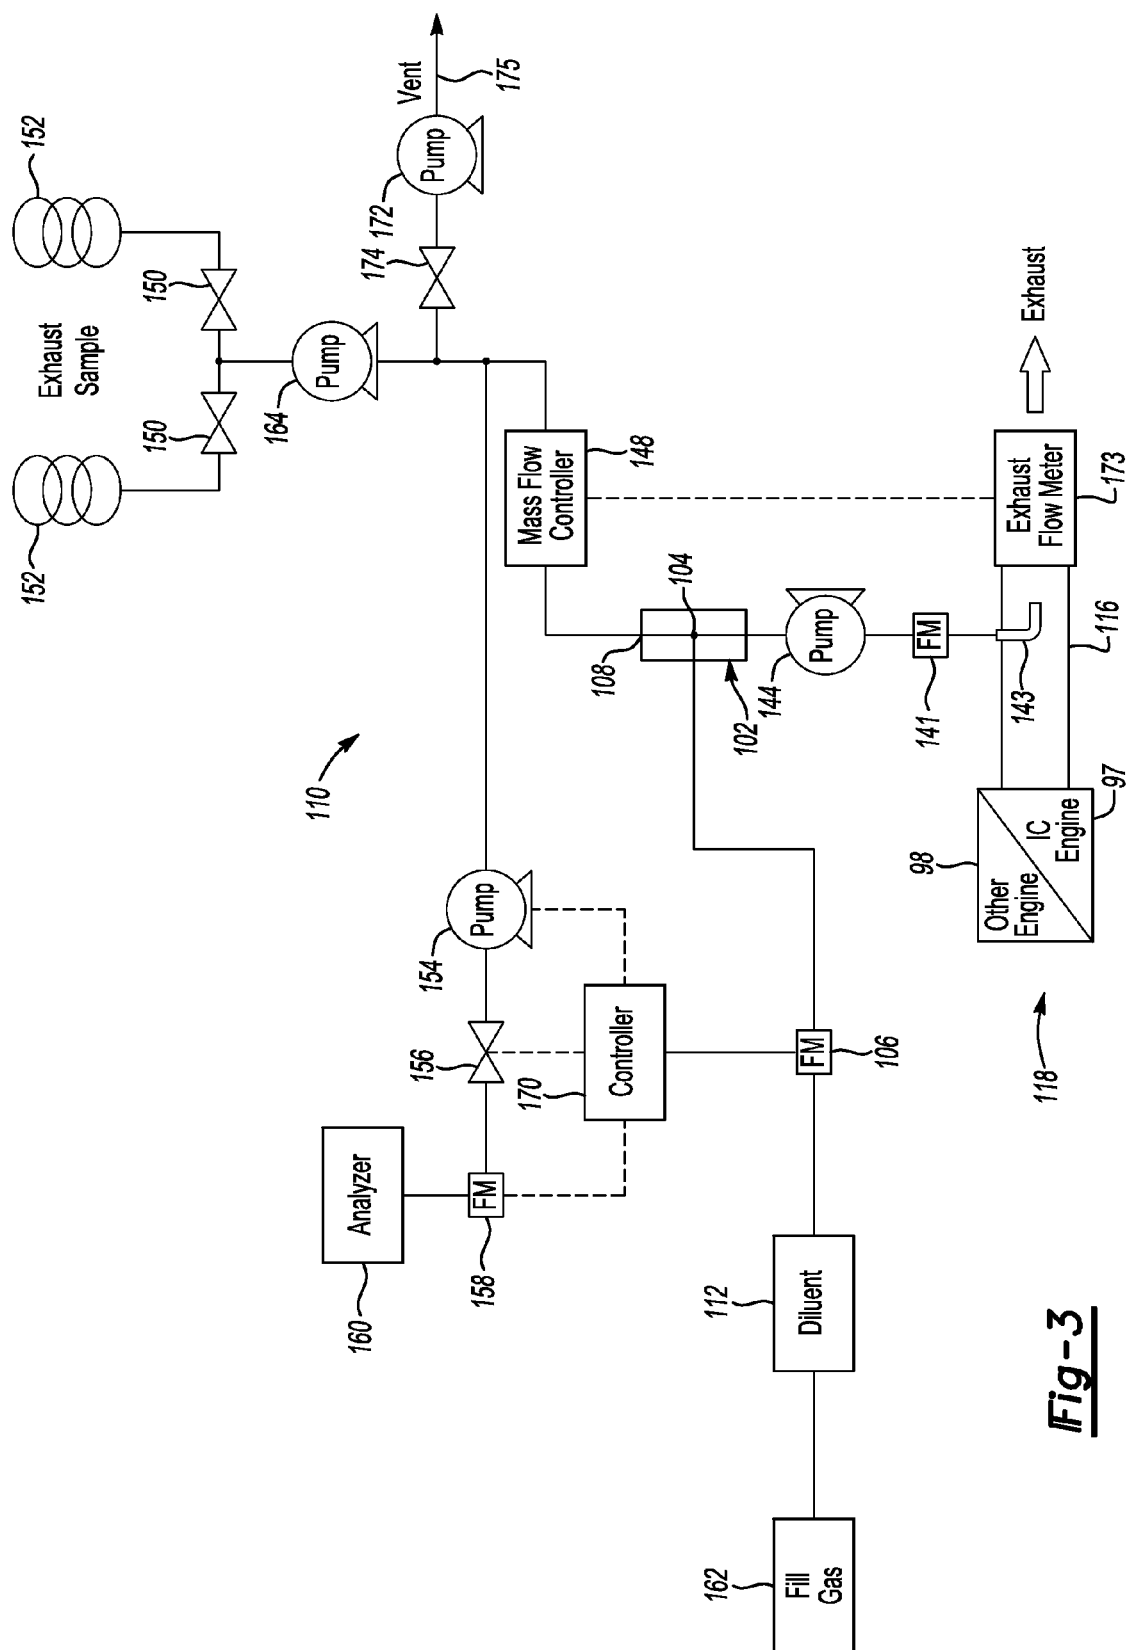 152
152
Exhaust
Sample
150
150
Pump
164
Vent
175
Pump
172
174
Mass Flow
Controller
148
104
108
102
Pump
144
FM
141
143
116
Exhaust
Flow Meter
173
Exhaust
110
Pump
154
156
Controller
170
Analyzer
160
FM
158
FM
106
Other
Engine
IC
Engine
98
97
118
Diluent
112
Fill
Gas
162
Fig-3